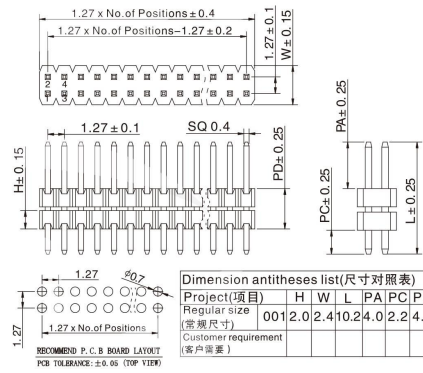 1.27 x No.of Positions±0.4
1.27 x No.of Positions-1.27±0.2
1.27±0.1
W±0.15
2 4
1 3
1.27±0.1
SQ 0.4
H±0.15
PD±0.25
PA±0.25
PC±0.25
L±0.25
1.27
Φ0.7
1.27
1.27 x No.of Positions
RECOMMEND P.C.B BOARD LAYOUT
PCB TOLERANCE:±0.05 (TOP VIEW)
Dimension antitheses list(尺寸对照表)
Project(项目) H W L PA PC P
Regular size 001 2.0 2.4 10.2 4.0 2.2 4.
(常规尺寸)
Customer requirement
(客户需要)